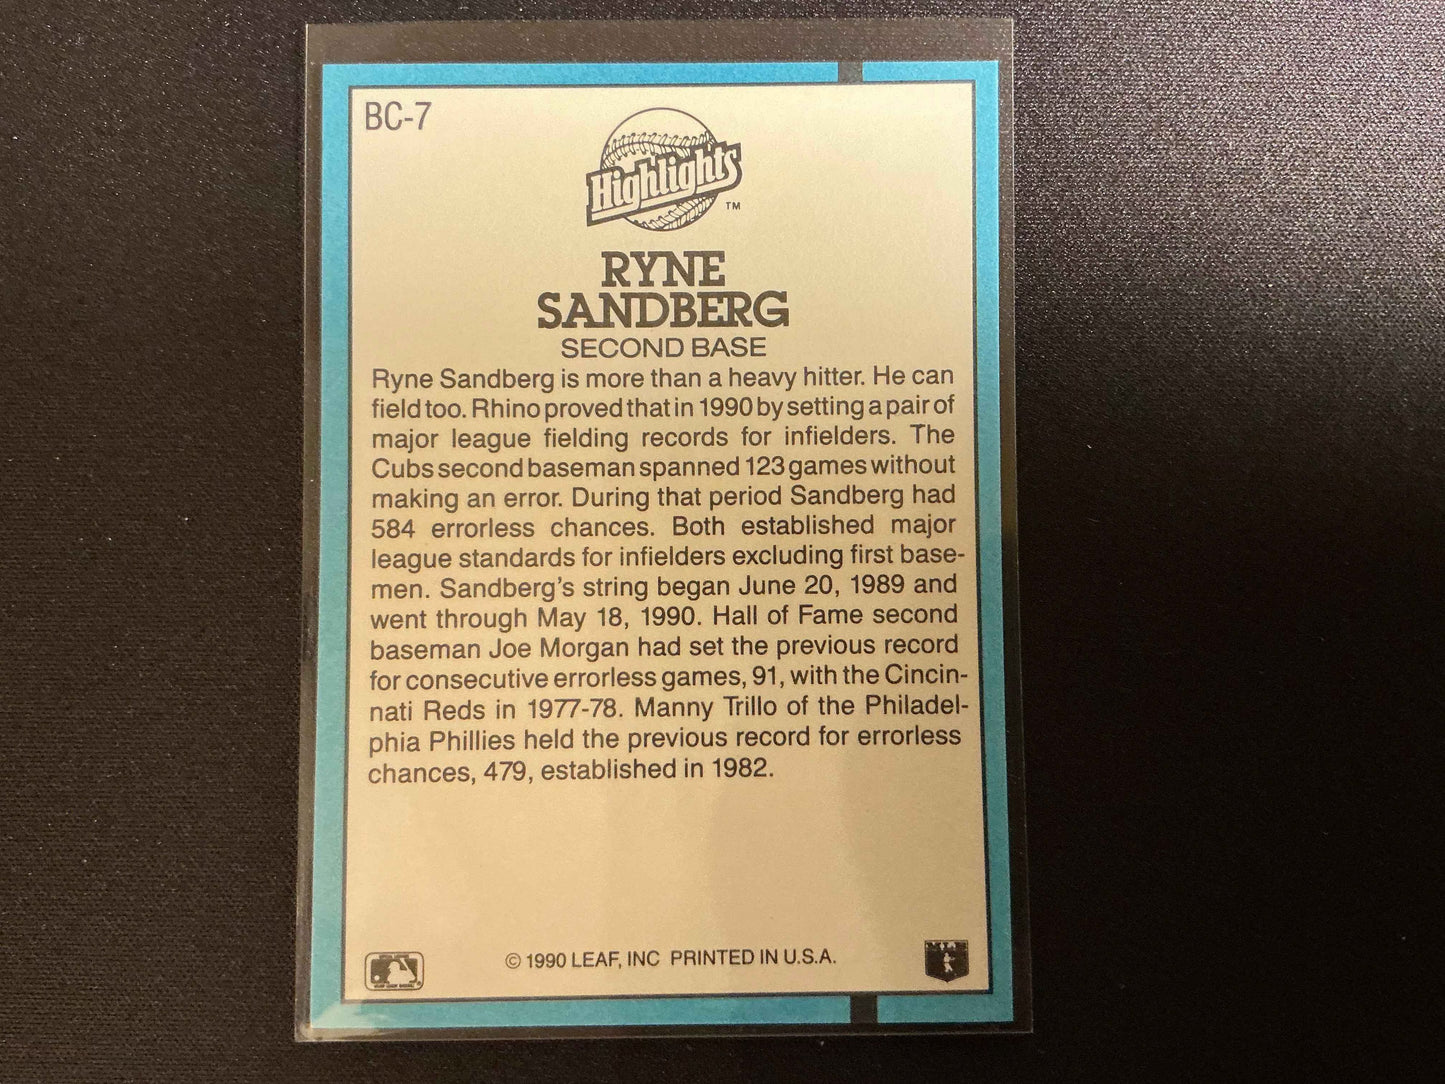 BC-7
Highlights
TM
RYNE
SANDBERG
SECOND BASE
Ryne Sandberg is more than a heavy hitter. He can
field too. Rhino proved that in 1990 by setting a pair of
major league fielding records for infielders. The
Cubs second baseman spanned 123 games without
making an error. During that period Sandberg had
584 errorless chances. Both established major
league standards for infielders excluding first base-
men. Sandberg's string began June 20, 1989 and
went through May 18, 1990. Hall of Fame second
baseman Joe Morgan had set the previous record
for consecutive errorless games, 91, with the Cincin-
nati Reds in 1977-78. Manny Trillo of the Philadel-
phia Phillies held the previous record for errorless
chances, 479, established in 1982.
© 1990 LEAF, INC PRINTED IN U.S.A.